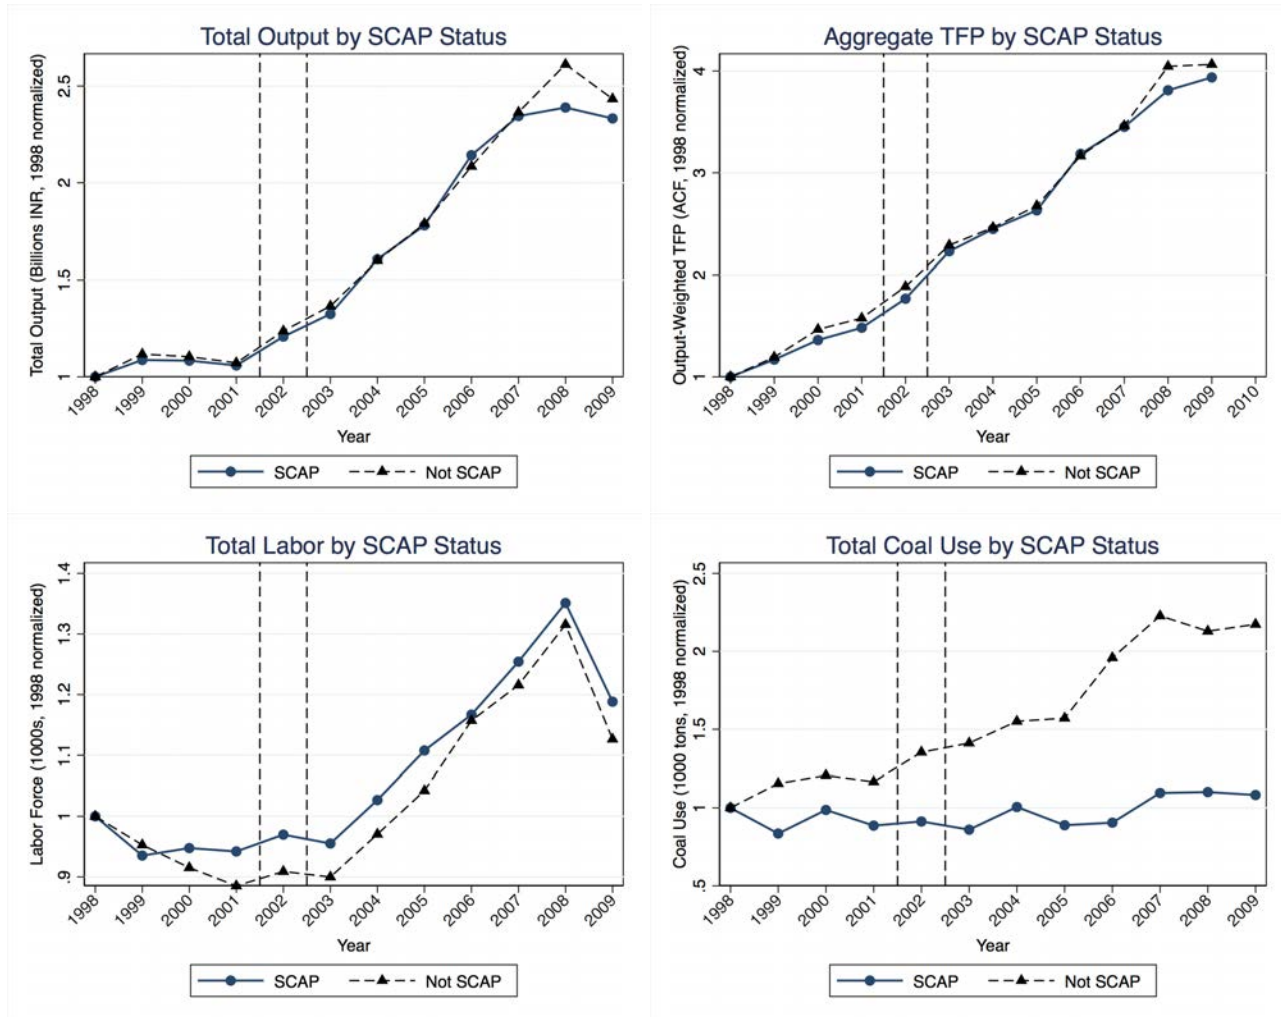 Total Output by SCAP Status
Total Output (Billions INR, 1998 normalized)
2.5
2
1.5
1
1998 1999 2000 2001 2002 2003 2004 2005 2006 2007 2008 2009
Year
SCAP Not SCAP
Aggregate TFP by SCAP Status
Output-Weighted TFP (ACF, 1998 normalized)
4
3
2
1
1998 1999 2000 2001 2002 2003 2004 2005 2006 2007 2008 2009 2010
Year
SCAP Not SCAP
Total Labor by SCAP Status
Labor Force (1000s, 1998 normalized)
1.4
1.3
1.2
1.1
1
.9
1998 1999 2000 2001 2002 2003 2004 2005 2006 2007 2008 2009
Year
SCAP Not SCAP
Total Coal Use by SCAP Status
Coal Use (1000 tons, 1998 normalized)
2.5
2
1.5
1
.5
1998 1999 2000 2001 2002 2003 2004 2005 2006 2007 2008 2009
Year
SCAP Not SCAP